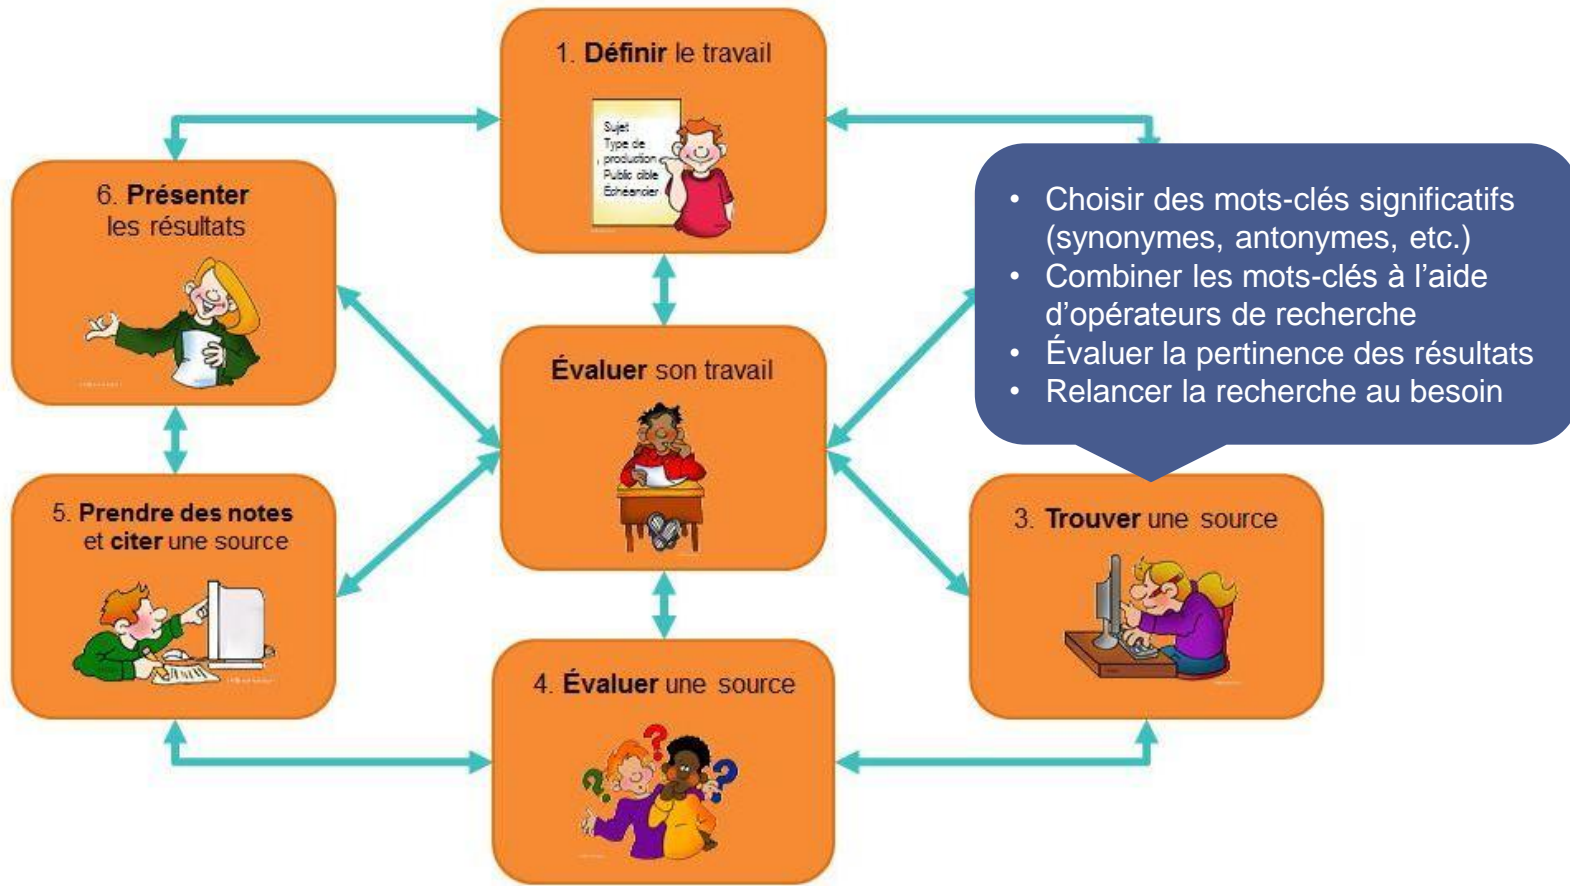 1. Définir le travail
Sujet
Type de
production
Public cible
Échéancier
6. Présenter
les résultats
• Choisir des mots-clés significatifs
(synonymes, antonymes, etc.)
• Combiner les mots-clés à l’aide
d’opérateurs de recherche
• Évaluer la pertinence des résultats
• Relancer la recherche au besoin
Évaluer son travail
5. Prendre des notes
et citer une source
3. Trouver une source
4. Évaluer une source